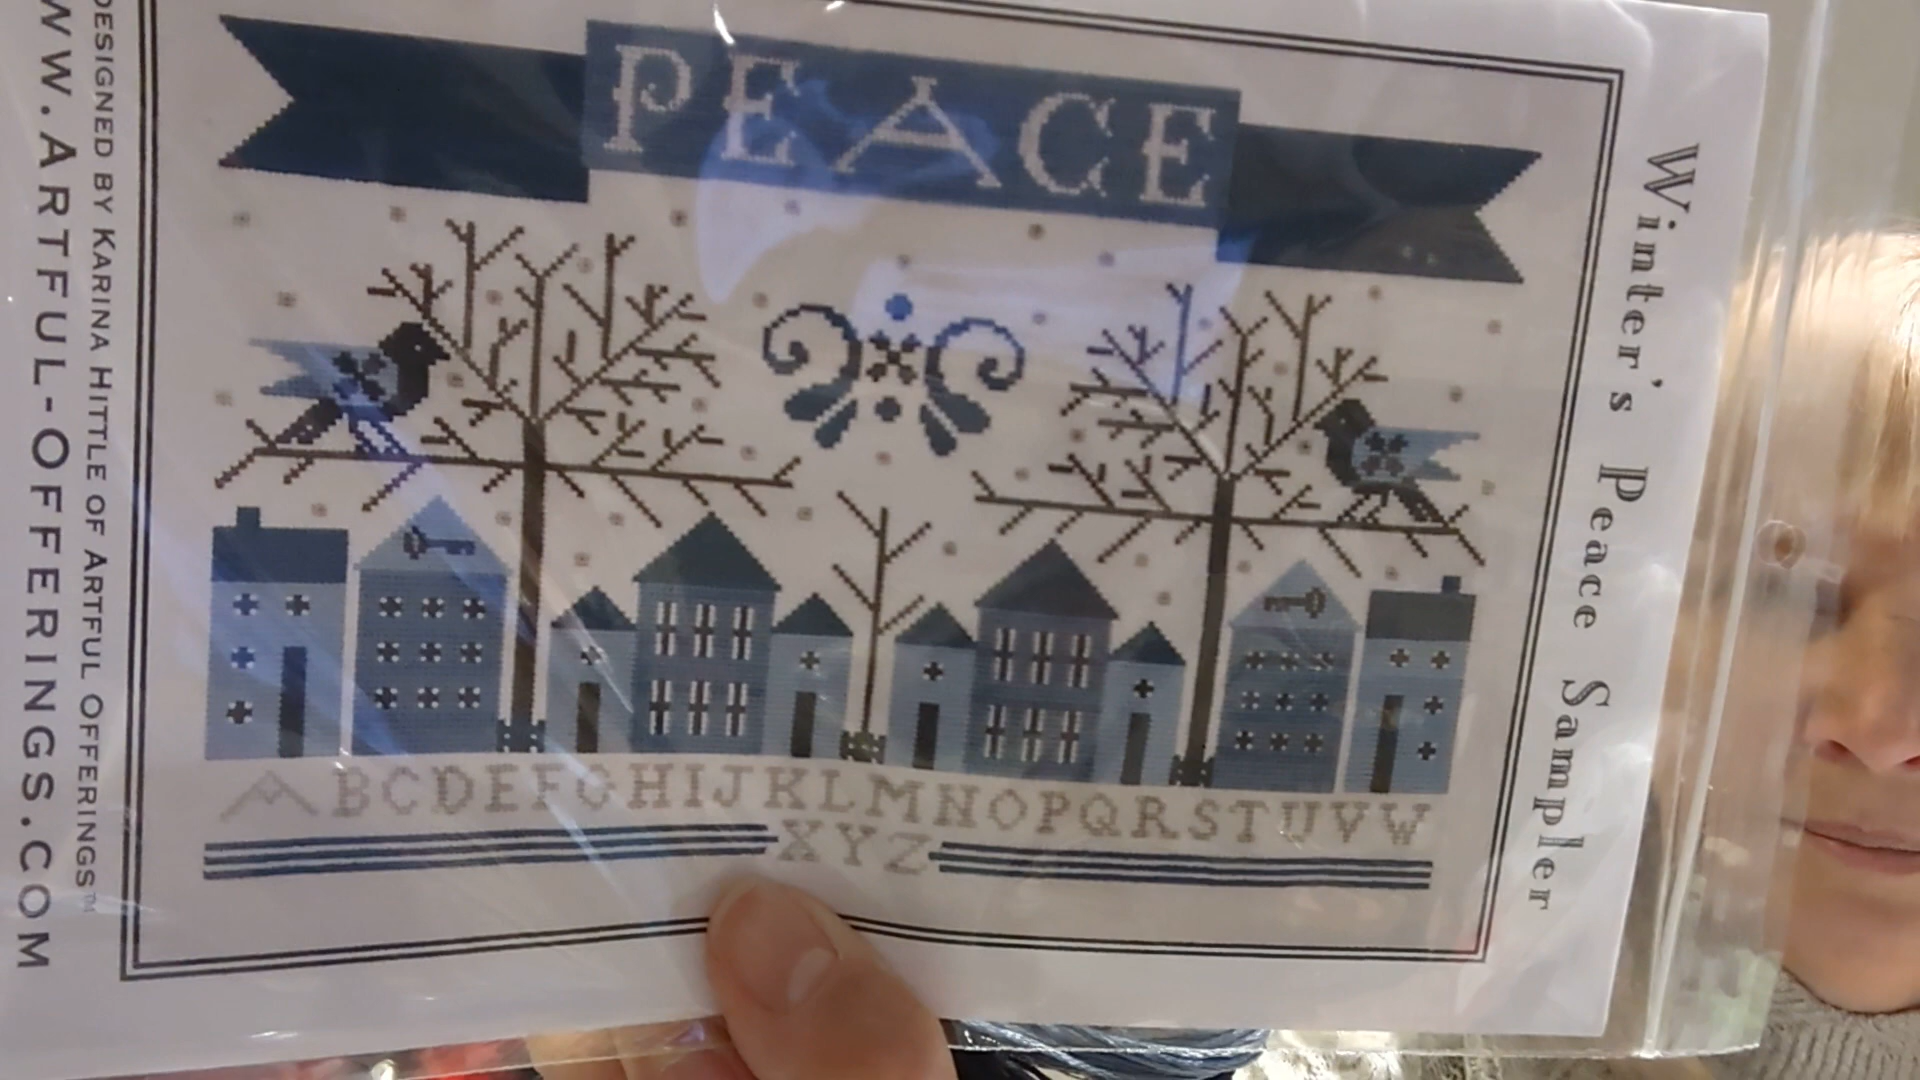 PEACE
ABCDEFGHIJKLMNOPQRSTUVW
XYZ
Winter's Peace Sampler
DESIGNED BY KARINA HITTLE OF ARTFUL OFFERINGS™
WWW.ARTFUL-OFFERINGS.COM